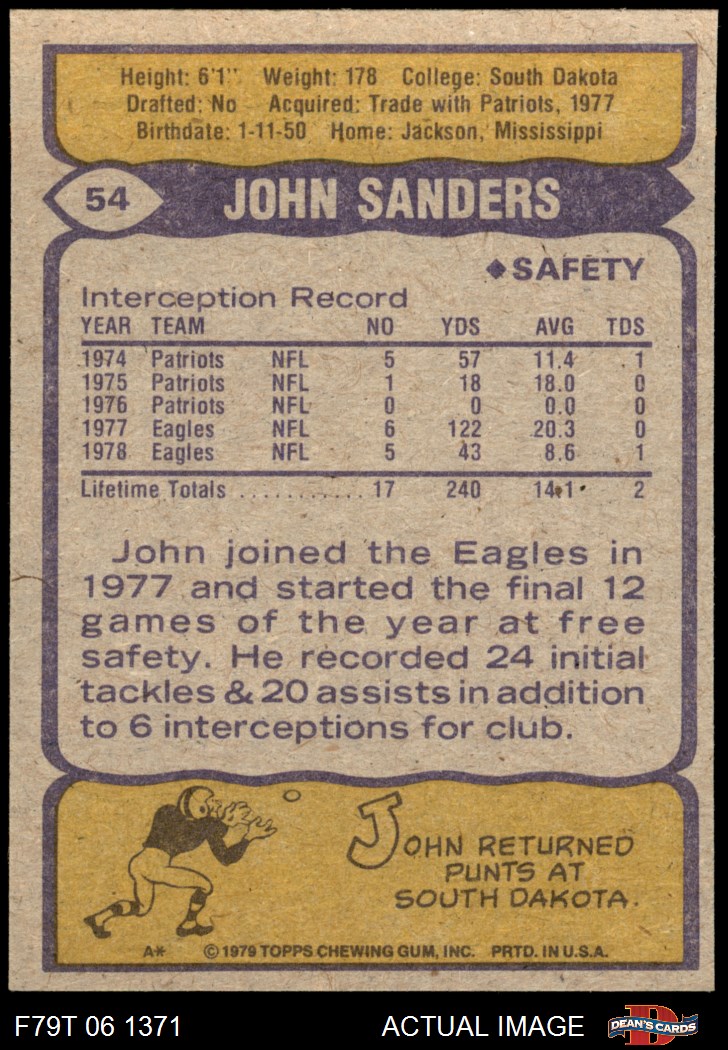 Height: 6'1" Weight: 178 College: South Dakota
Drafted: No Acquired: Trade with Patriots, 1977
Birthdate: 1-11-50 Home: Jackson, Mississippi
54 JOHN SANDERS
◆SAFETY
Interception Record
YEAR TEAM NO YDS AVG TDS
1974 Patriots NFL 5 57 11.4 1
1975 Patriots NFL 1 18 18.0 0
1976 Patriots NFL 0 0 0.0 0
1977 Eagles NFL 6 122 20.3 0
1978 Eagles NFL 5 43 8.6 1
Lifetime Totals ........... 17 240 14.1 2
John joined the Eagles in
1977 and started the final 12
games of the year at free
safety. He recorded 24 initial
tackles & 20 assists in addition
to 6 interceptions for club.
JOHN RETURNED
PUNTS AT
SOUTH DAKOTA.
A* © 1979 TOPPS CHEWING GUM, INC. PRTD. IN U.S.A.
F79T 06 1371 ACTUAL IMAGE D DEAN'S CARDS